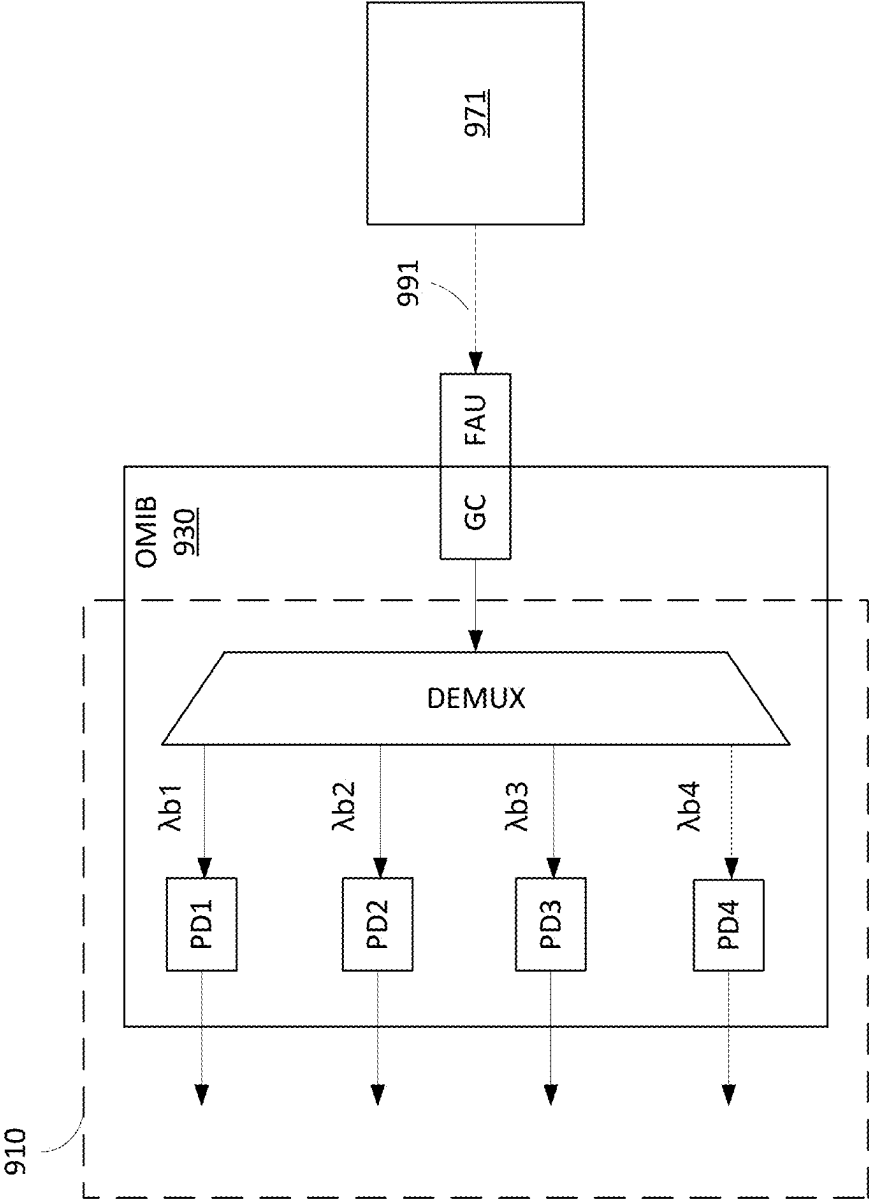 971
991
FAU
GC
OMIB
930
DEMUX
λb1
λb2
λb3
λb4
PD1
PD2
PD3
PD4
910